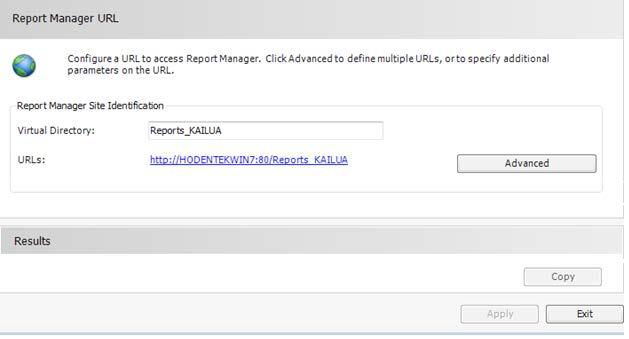 Report Manager URL
Configure a URL to access Report Manager. Click Advanced to define multiple URLs, or to specify additional
parameters on the URL.
Report Manager Site Identification
Virtual Directory: Reports_KAILUA
URLs: http://HODENTEKWIN7:80/Reports_KAILUA Advanced
Results
Copy
Apply Exit